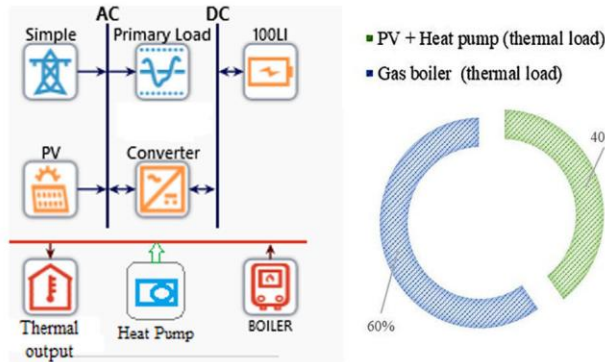 AC
DC
Simple
Primary Load
100LI
PV
Converter
Thermal
output
Heat Pump
BOILER
PV + Heat pump (thermal load)
Gas boiler (thermal load)
40
60%